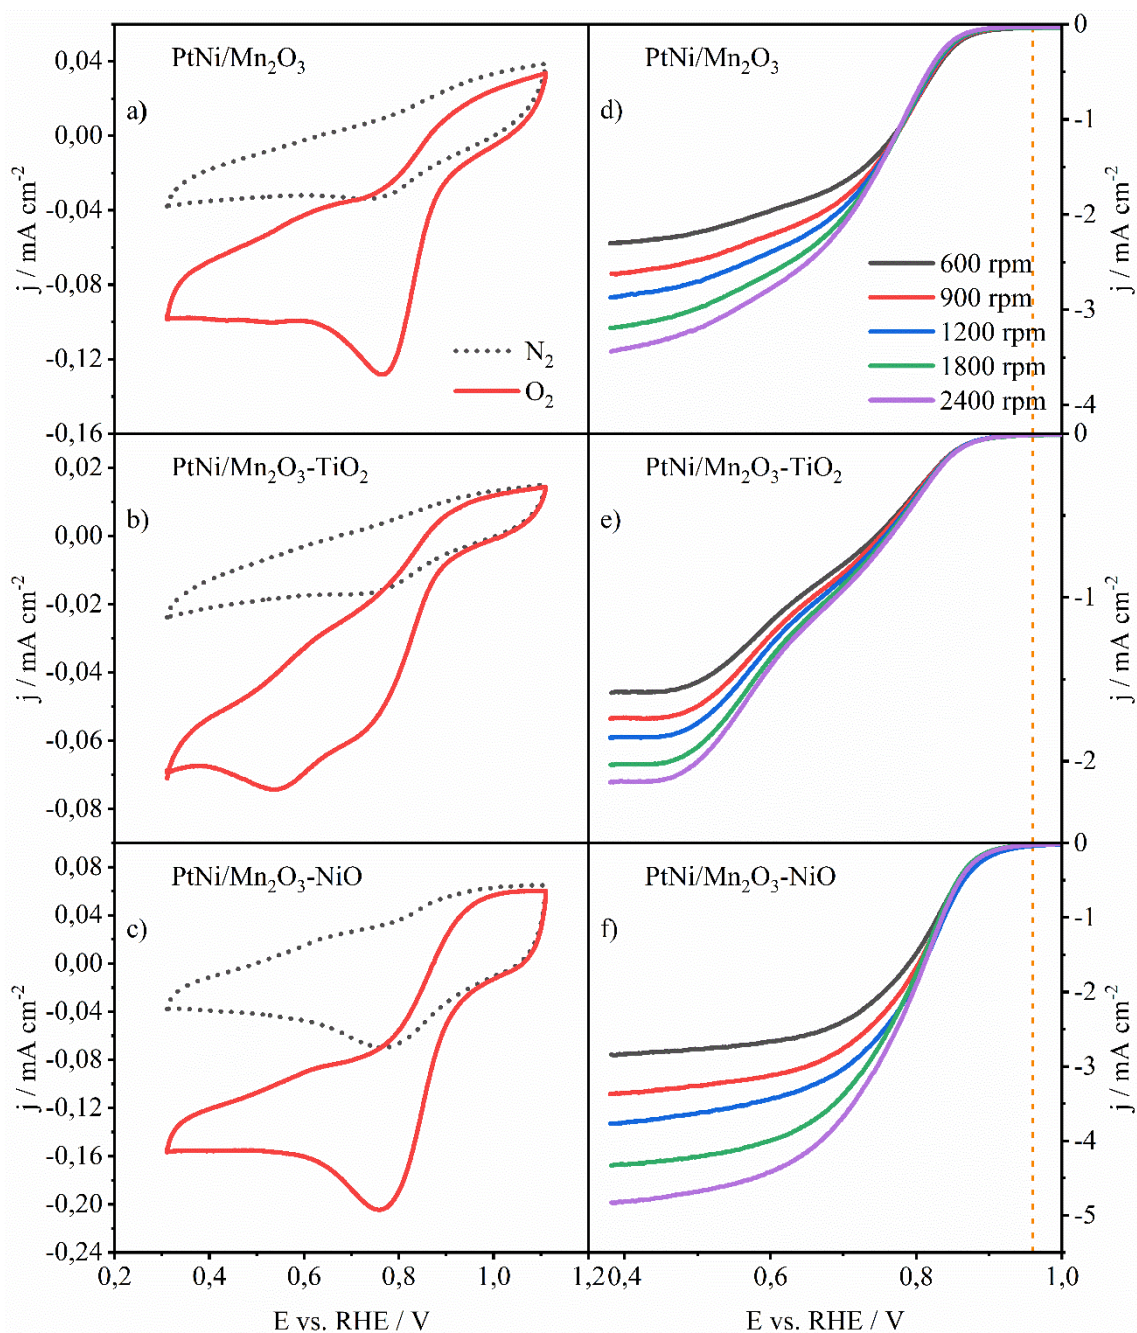 PtNi/Mn₂O₃
a)
0,04
0,00
-0,04
-0,08
-0,12
-0,16
j / mA cm⁻²
N₂
O₂
PtNi/Mn₂O₃
d)
0
-1
-2
-3
-4
j / mA cm⁻²
600 rpm
900 rpm
1200 rpm
1800 rpm
2400 rpm
PtNi/Mn₂O₃-TiO₂
b)
0,02
0,00
-0,02
-0,04
-0,06
-0,08
j / mA cm⁻²
PtNi/Mn₂O₃-TiO₂
e)
0
-1
-2
j / mA cm⁻²
PtNi/Mn₂O₃-NiO
c)
0,08
0,04
0,00
-0,04
-0,08
-0,12
-0,16
-0,20
-0,24
j / mA cm⁻²
PtNi/Mn₂O₃-NiO
f)
0
-1
-2
-3
-4
-5
j / mA cm⁻²
0,2 0,4 0,6 0,8 1,0 1,2
0,4 0,6 0,8 1,0
E vs. RHE / V
E vs. RHE / V